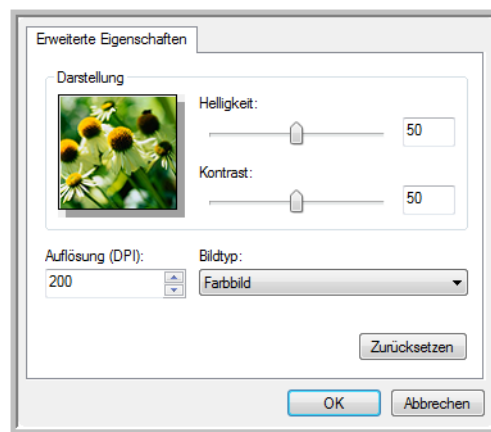 Erweiterte Eigenschaften
Darstellung
Helligkeit:
50
Kontrast:
50
Auflösung (DPI):
Bildtyp:
200
Farbbild
Zurücksetzen
OK
Abbrechen